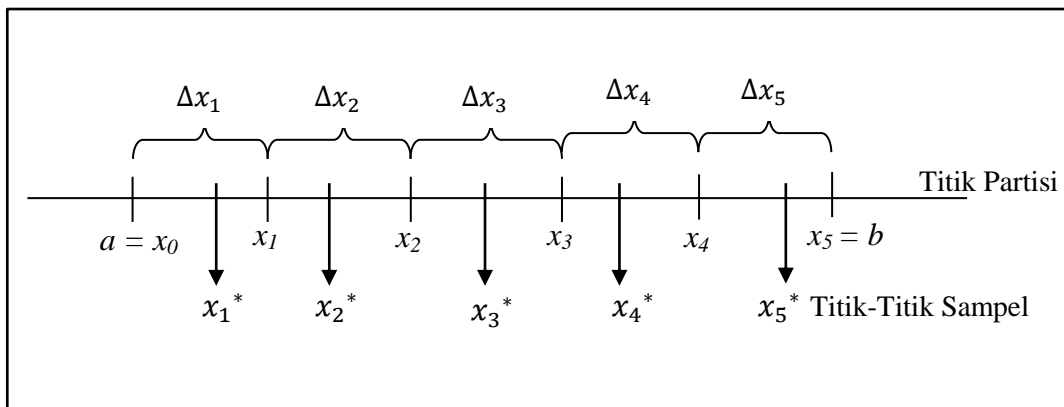 Δx₁ Δx₂ Δx₃ Δx₄ Δx₅
Titik Partisi
a = x₀ x₁ x₂ x₃ x₄ x₅ = b
x₁* x₂* x₃* x₄* x₅* Titik-Titik Sampel